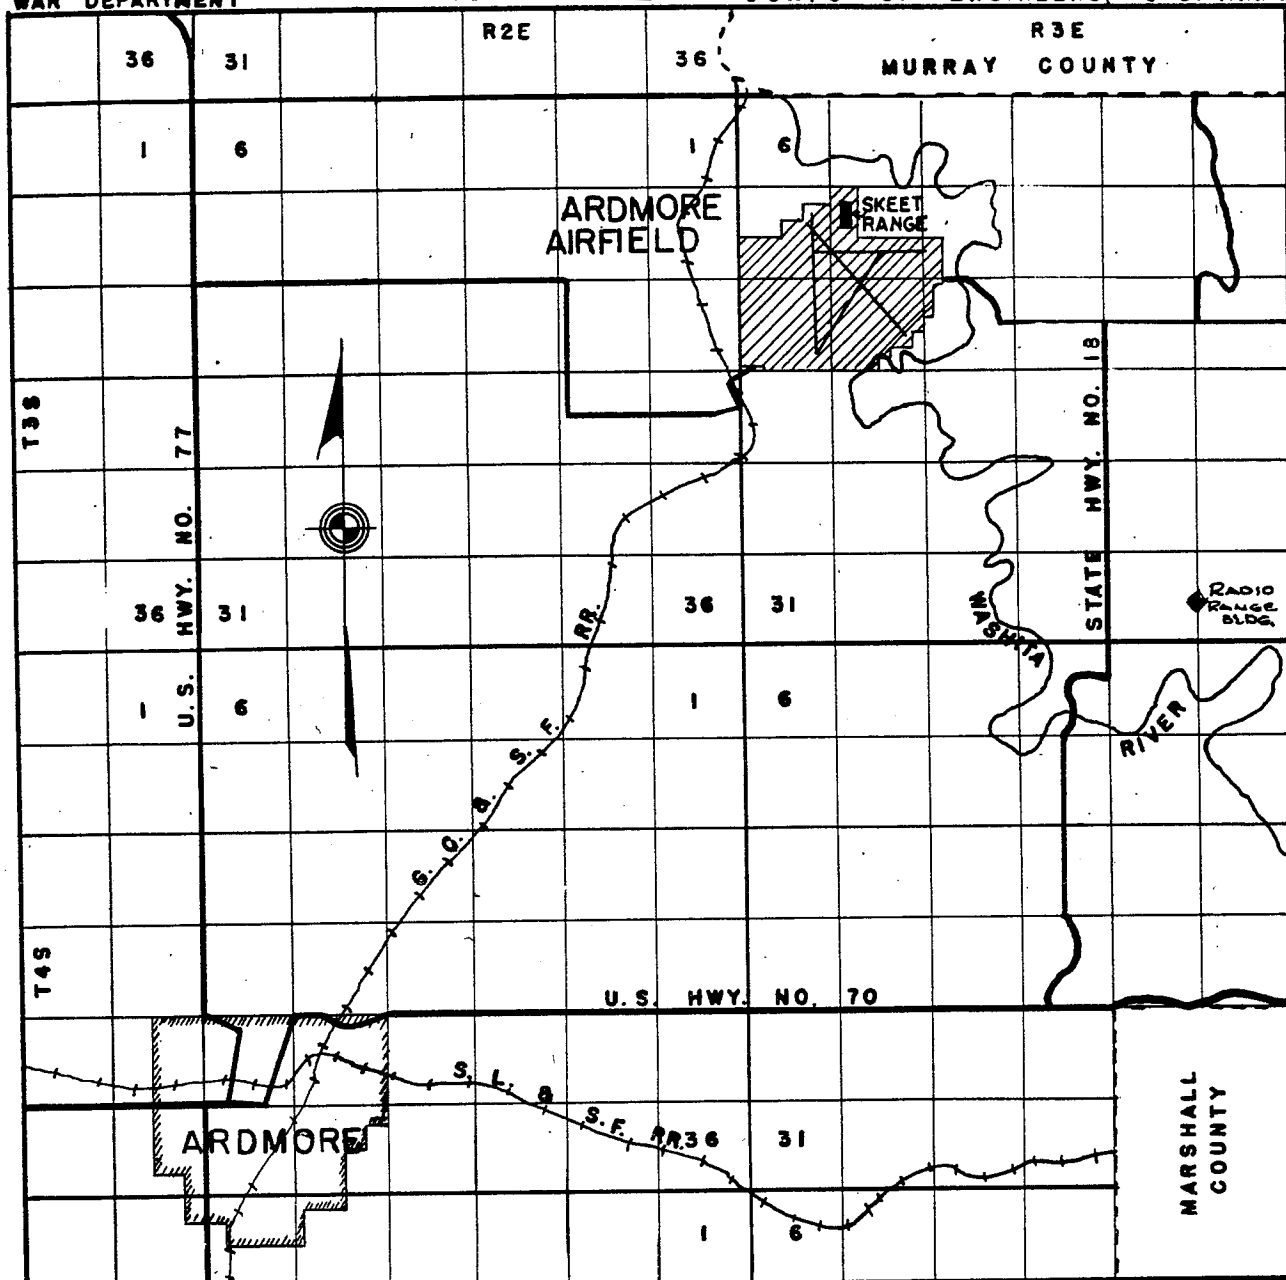 WAR DEPARTMENT
R2E
R3E
36
31
36
MURRAY COUNTY
1
6
1
6
ARDMORE
AIRFIELD
SKEET
RANGE
T3S
U.S. HWY. NO. 77
STATE HWY. NO. 18
36
31
36
31
RADIO
RANGE
BLDG.
RR.
WASHITA
RIVER
1
6
1
6
G. O. & S. F.
T4S
U.S. HWY. NO. 70
S. L. & S. F. RR.
36
31
ARDMORE
MARSHALL
COUNTY
1
6